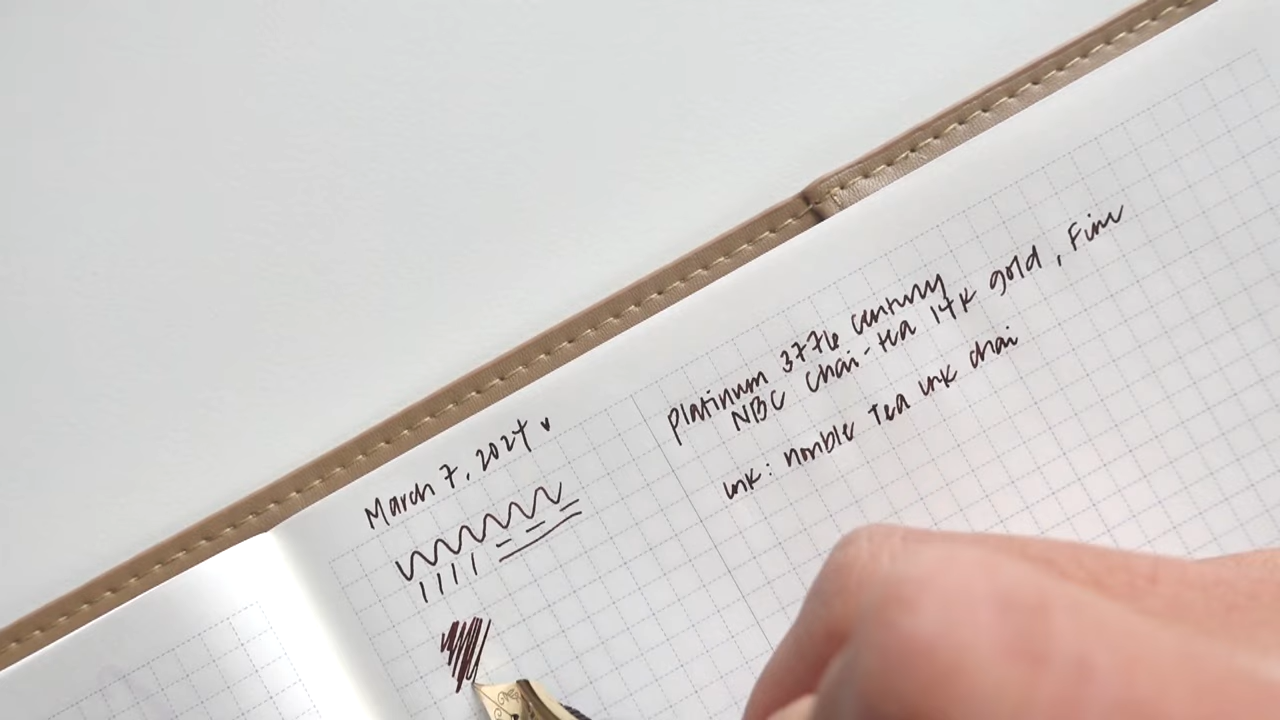 March 7, 2024
platinum 3776 century
NBC chai-tea 14k gold, Fine
ink: nonble Tea ink chai